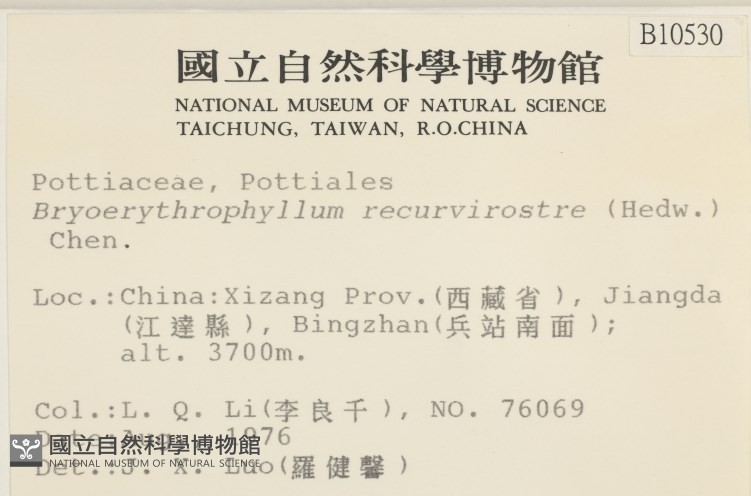 B10530
國立自然科學博物館
NATIONAL MUSEUM OF NATURAL SCIENCE
TAICHUNG, TAIWAN, R.O.CHINA
Pottiaceae, Pottiales
Bryoerythrophyllum recurvirostre (Hedw.)
Chen.
Loc.:China:Xizang Prov.(西藏省), Jiangda
(江達縣), Bingzhan(兵站南面);
alt. 3700m.
Col.:L. Q. Li(李良千), NO. 76069
1976
國立自然科學博物館
NATIONAL MUSEUM OF NATURAL SCIENCE
Luo(羅健馨)